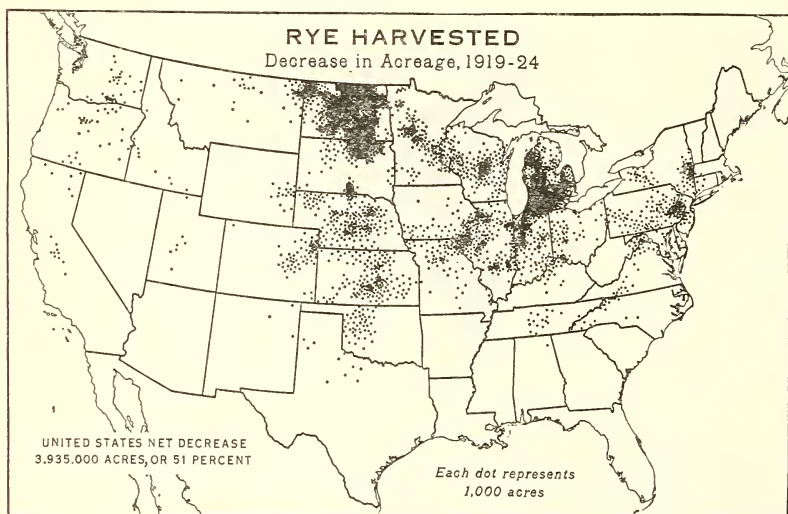 RYE HARVESTED
Decrease in Acreage, 1919-24
UNITED STATES NET DECREASE
3.935.000 ACRES, OR 51 PERCENT
Each dot represents
1,000 acres